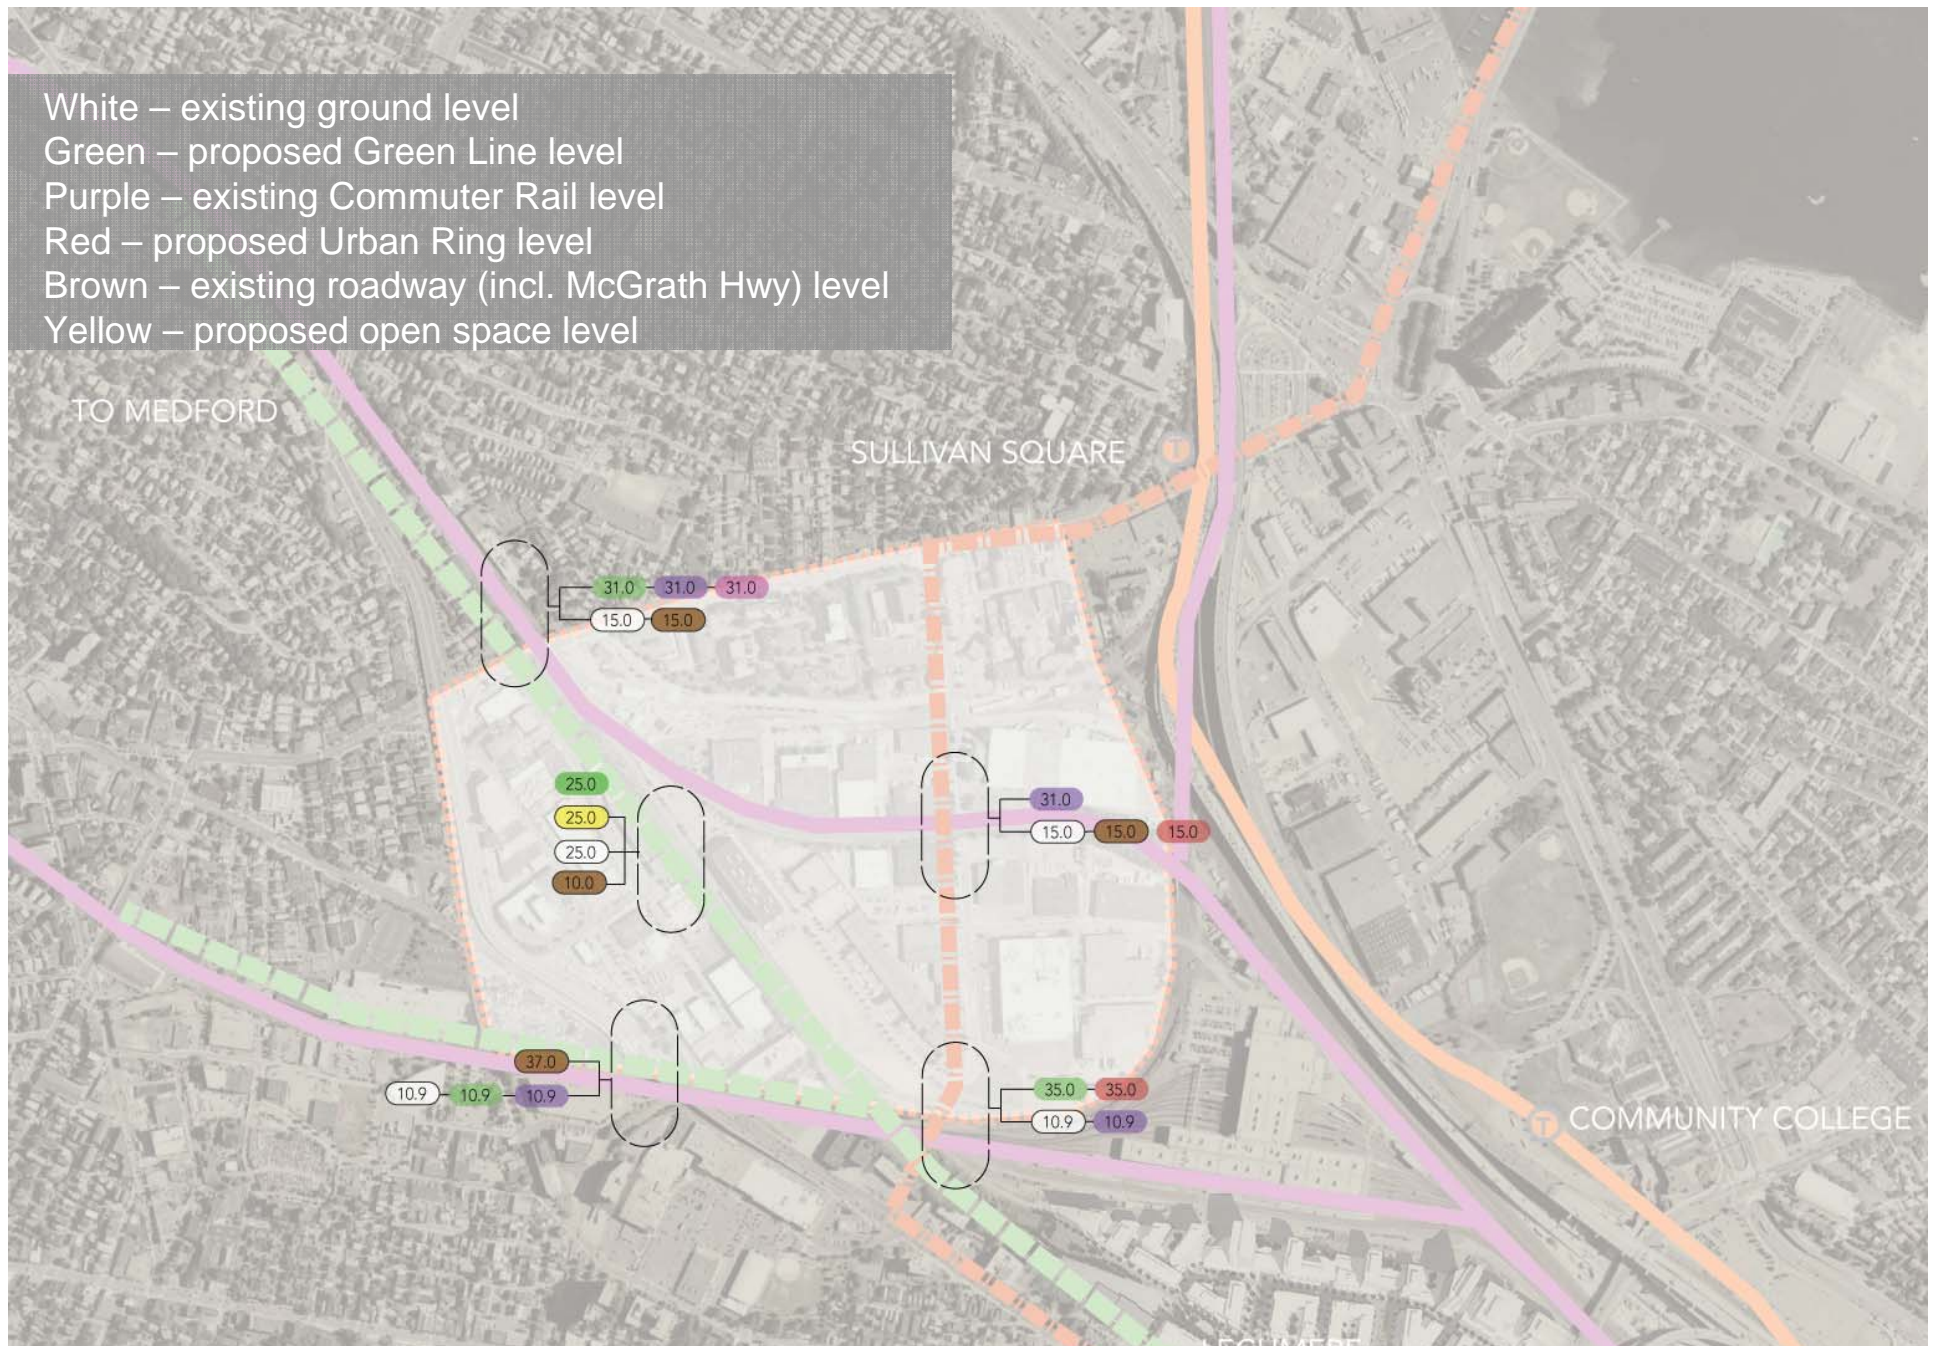 White – existing ground level
Green – proposed Green Line level
Purple – existing Commuter Rail level
Red – proposed Urban Ring level
Brown – existing roadway (incl. McGrath Hwy) level
Yellow – proposed open space level
TO MEDFORD
SULLIVAN SQUARE T
31.0 31.0 31.0
15.0 15.0
25.0
25.0
25.0
10.0
31.0
15.0 15.0 15.0
37.0
10.9 10.9 10.9
35.0 35.0
10.9 10.9
T COMMUNITY COLLEGE